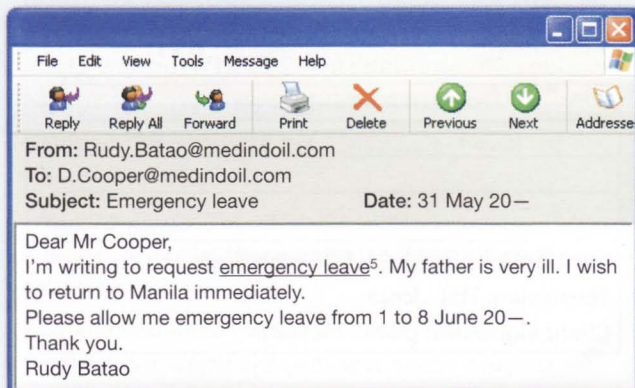 File Edit View Tools Message Help
Reply Reply All Forward Print Delete Previous Next Addresse
From: Rudy.Batao@medindoil.com
To: D.Cooper@medindoil.com
Subject: Emergency leave Date: 31 May 20—
Dear Mr Cooper,
I'm writing to request emergency leave⁵. My father is very ill. I wish
to return to Manila immediately.
Please allow me emergency leave from 1 to 8 June 20—.
Thank you.
Rudy Batao